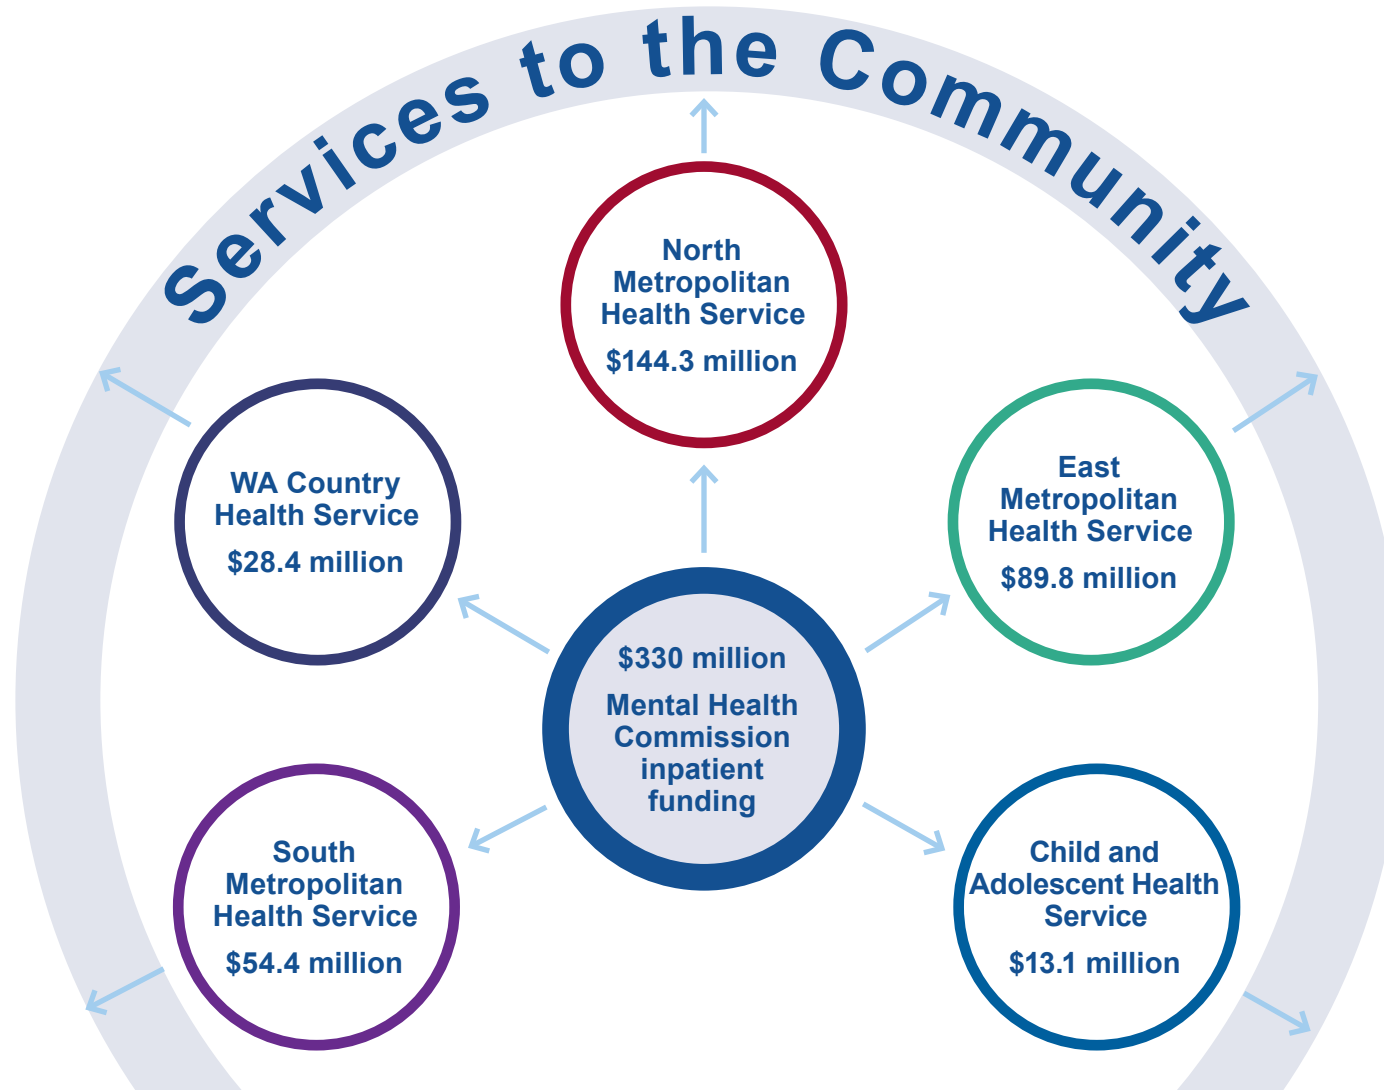 Services to the Community
North
Metropolitan
Health Service
$144.3 million
WA Country
Health Service
$28.4 million
East
Metropolitan
Health Service
$89.8 million
$330 million
Mental Health
Commission
inpatient
funding
South
Metropolitan
Health Service
$54.4 million
Child and
Adolescent Health
Service
$13.1 million